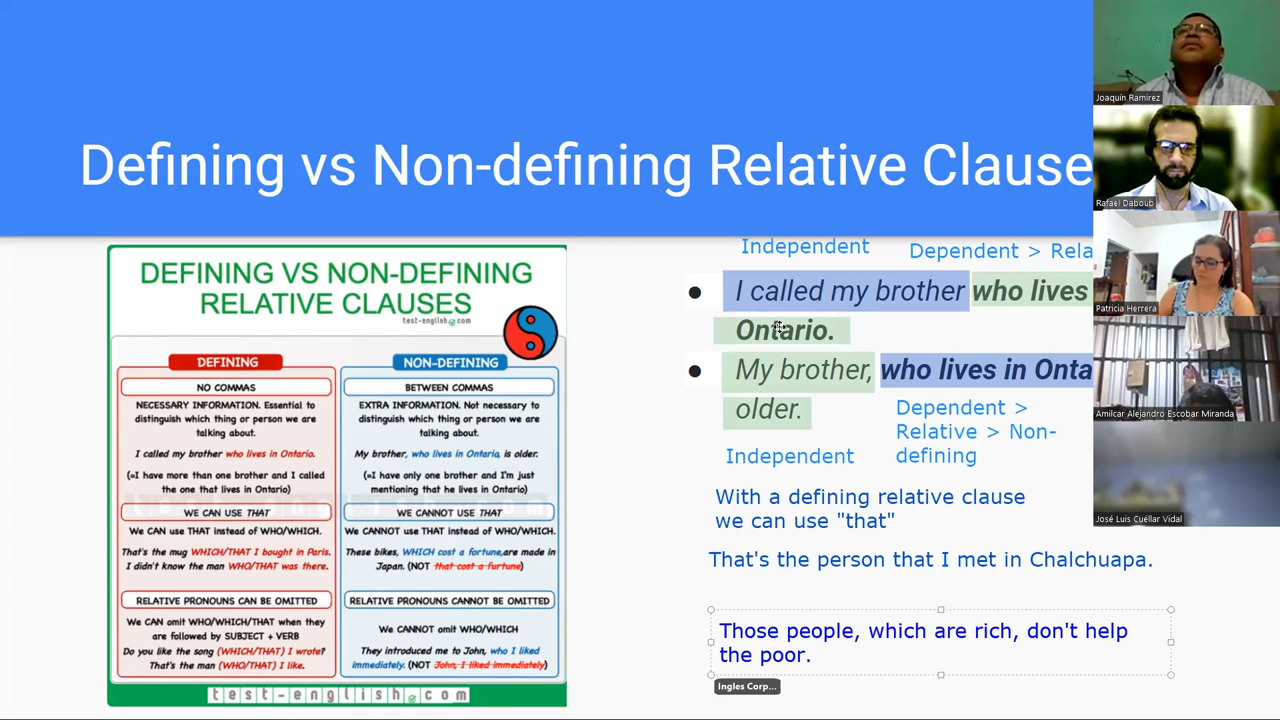 Defining vs Non-defining Relative Clause
DEFINING VS NON-DEFINING
RELATIVE CLAUSES
test-english.com
DEFINING
NO COMMAS
NECESSARY INFORMATION. Essential to
distinguish which thing or person we are
talking about.
I called my brother who lives in Ontario.
(=I have more than one brother and I called
the one that lives in Ontario)
WE CAN USE THAT
We CAN use THAT instead of WHO/WHICH.
That's the mug WHICH/THAT I bought in Paris.
I didn't know the man WHO/THAT was there.
RELATIVE PRONOUNS CAN BE OMITTED
We CAN omit WHO/WHICH/THAT when they
are followed by SUBJECT + VERB
Do you like the song (WHICH/THAT) I wrote?
That's the man (WHO/THAT) I like.
NON-DEFINING
BETWEEN COMMAS
EXTRA INFORMATION. Not necessary to
distinguish which thing or person we are
talking about.
My brother, who lives in Ontario, is older.
(=I have only one brother and I'm just
mentioning that he lives in Ontario)
WE CANNOT USE THAT
We CANNOT use THAT instead of WHO/WHICH.
These bikes, WHICH cost a fortune,are made in
Japan. (NOT that cost a furtune)
RELATIVE PRONOUNS CANNOT BE OMITTED
We CANNOT omit WHO/WHICH
They introduced me to John, who I liked
immediately. (NOT John, I liked immediately)
test-english.com
Independent
Dependent > Rela
• I called my brother who lives
Ontario.
• My brother, who lives in Onta
older.
Dependent >
Relative > Non-
defining
Independent
With a defining relative clause
we can use "that"
That's the person that I met in Chalchuapa.
Those people, which are rich, don't help
the poor.
Ingles Corp...
Joaquín Ramirez
Rafael Daboub
Patricia Herrera
Amilcar Alejandro Escobar Miranda
José Luis Cuéllar Vidal